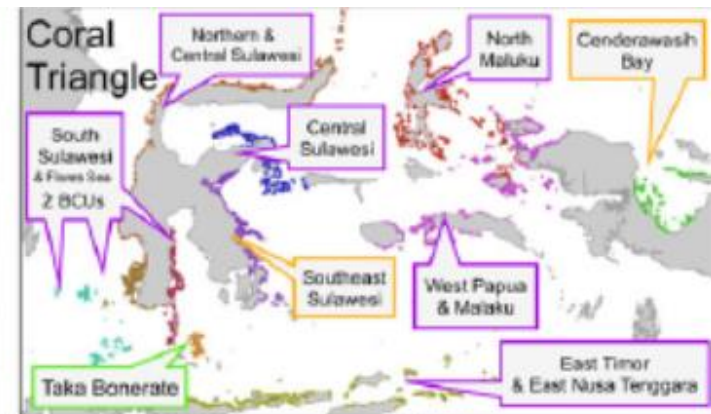 Coral
Triangle
Northern &
Central Sulawesi
North
Maluku
Cenderawasih
Bay
South
Sulawesi
& Flores Sea
2 BCUs
Central
Sulawesi
Southeast
Sulawesi
West Papua
& Malaku
Taka Bonerate
East Timor
& East Nusa Tenggara